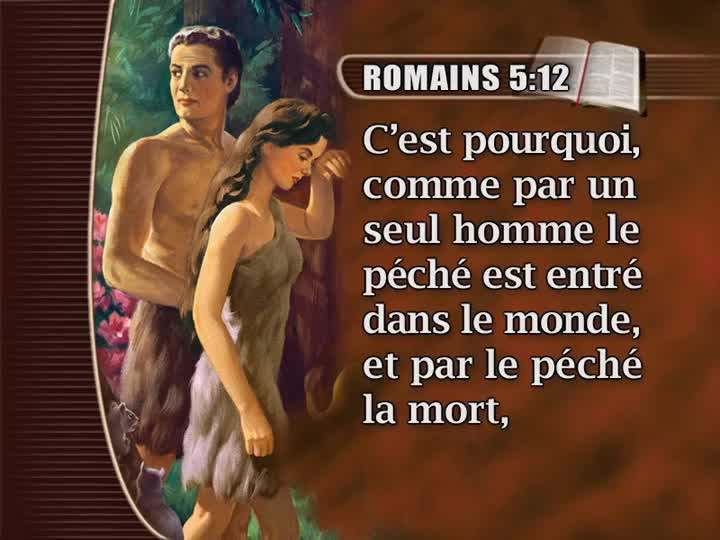 ROMAINS 5:12
C'est pourquoi,
comme par un
seul homme le
péché est entré
dans le monde,
et par le péché
la mort,